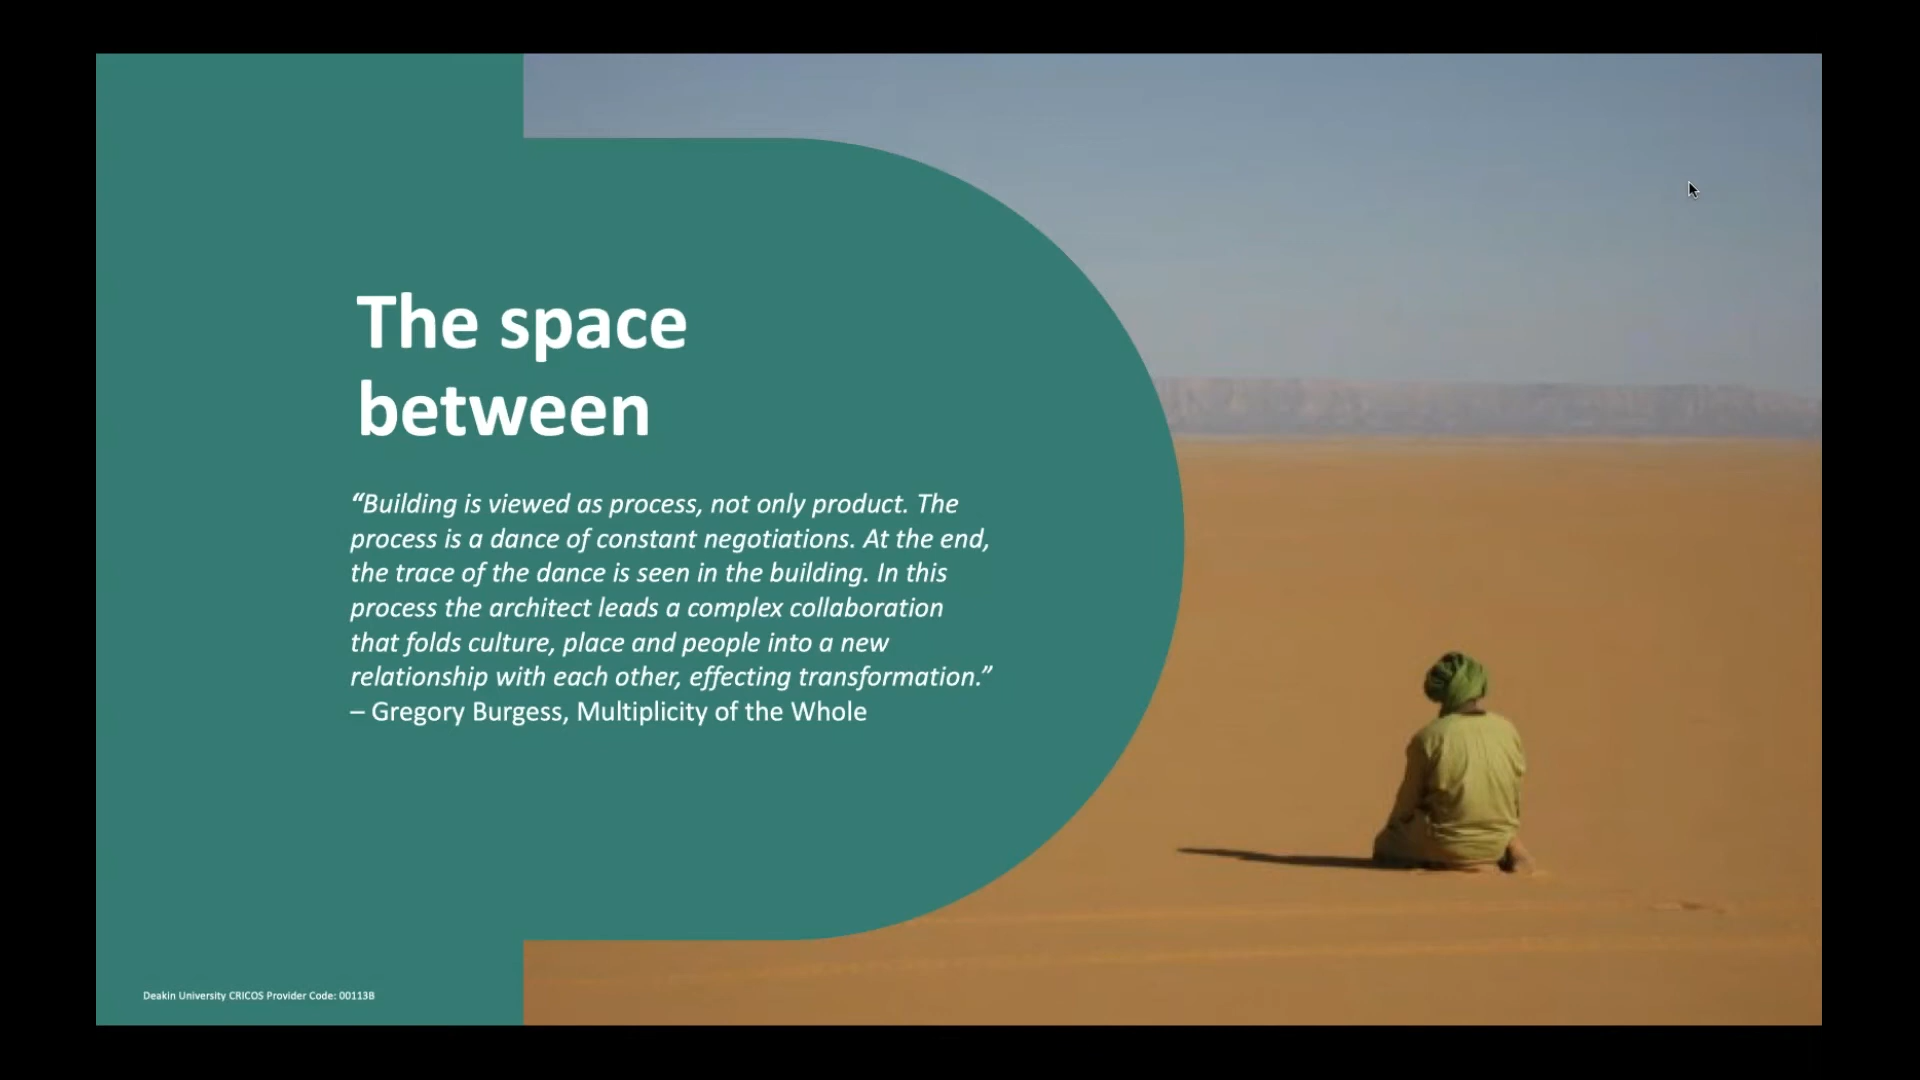 The space
between
“Building is viewed as process, not only product. The
process is a dance of constant negotiations. At the end,
the trace of the dance is seen in the building. In this
process the architect leads a complex collaboration
that folds culture, place and people into a new
relationship with each other, effecting transformation.”
– Gregory Burgess, Multiplicity of the Whole
Deakin University CRICOS Provider Code: 00113B